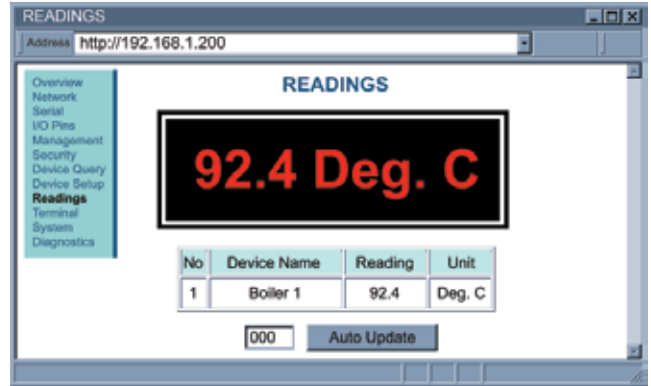 READINGS
Address http://192.168.1.200
Overview
Network
Serial
I/O Pins
Management
Security
Device Query
Device Setup
Readings
Terminal
System
Diagnostics
READINGS
92.4 Deg. C
No Device Name Reading Unit
1 Boiler 1 92.4 Deg. C
000 Auto Update